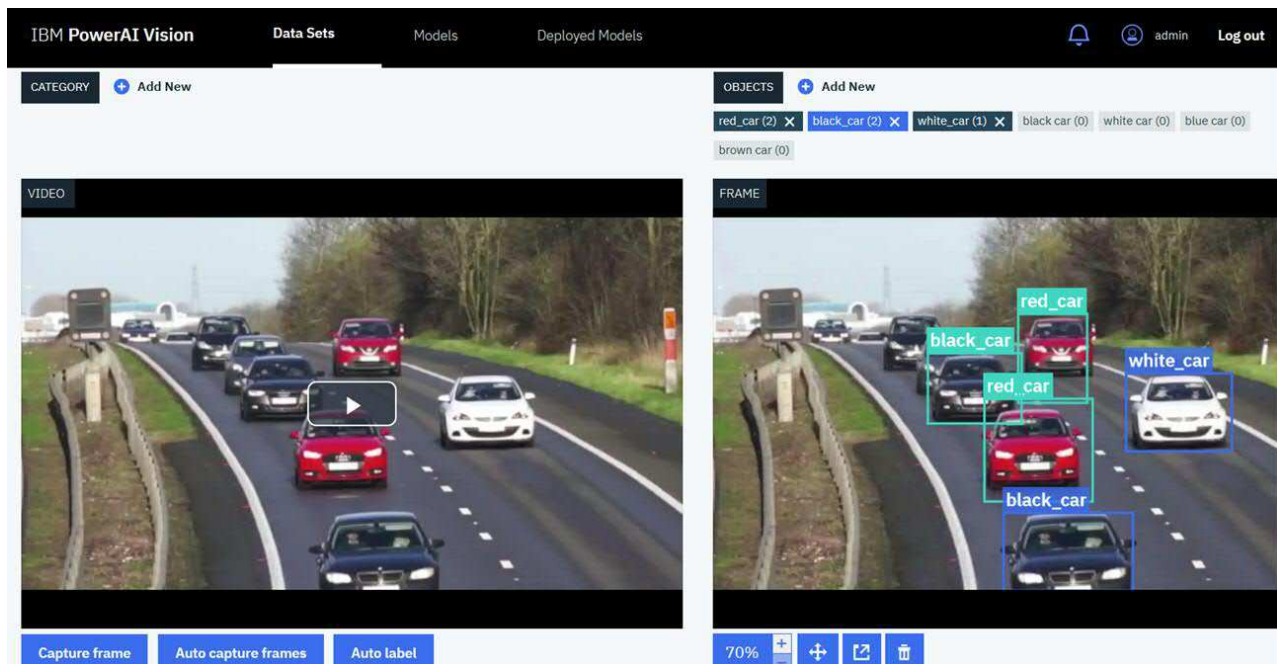 IBM PowerAI Vision Data Sets Models Deployed Models admin Log out
CATEGORY Add New
OBJECTS Add New
red_car (2) black_car (2) white_car (1) black car (0) white car (0) blue car (0)
brown car (0)
VIDEO
FRAME
red_car
black_car
white_car
red_car
black_car
Capture frame Auto capture frames Auto label
70%